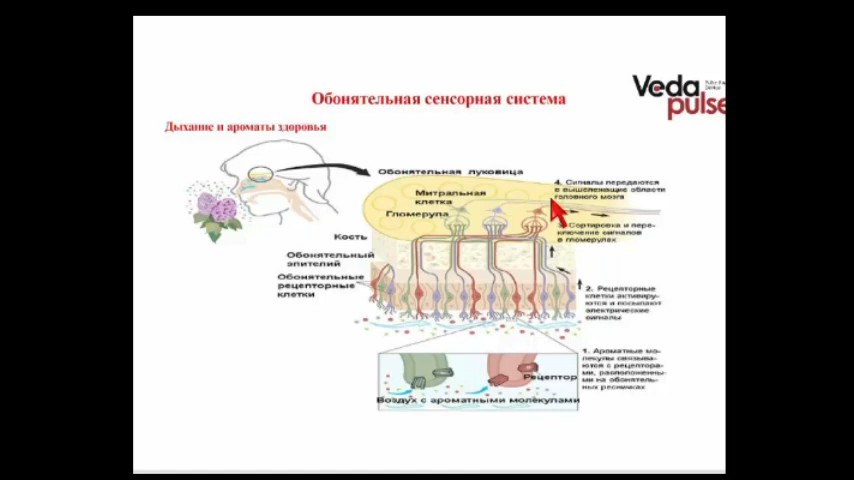 Обонятельная сенсорная система
Veda
pulse
Дыхание и ароматы здоровья
Обонятельная луковица
Митральная
клетка
Гломерула
Кость
Обонятельный
эпителий
Обонятельные
рецепторные
клетки
4. Сигналы передаются
в вышележащие области
головного мозга
Сортировка и пере-
ключение сигналов
в гломерулах
2. Рецепторные
клетки активиру-
ются и посылают
электрические
сигналы
1. Ароматные мо-
лекулы связыва-
ются с рецептора-
ми, расположенны-
ми на обонятель-
ных ресничках
Рецептор
Воздух с ароматными молекулами